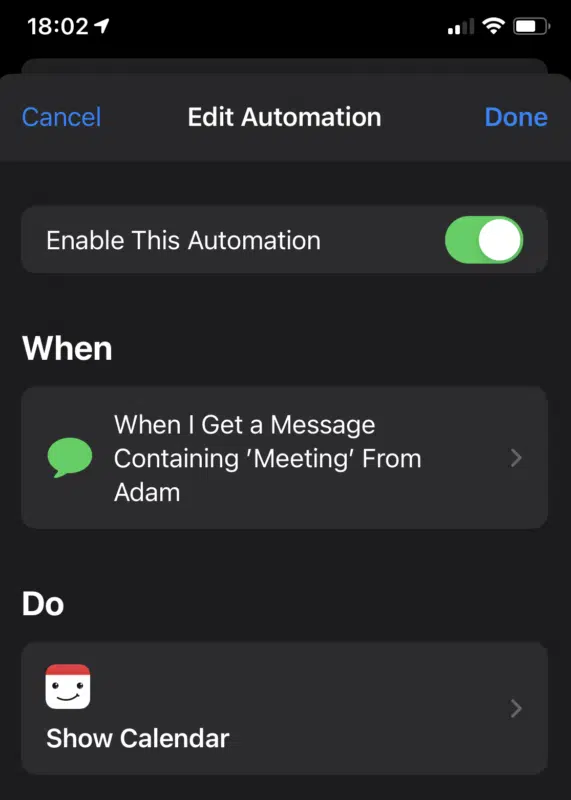 18:02
Cancel Edit Automation Done
Enable This Automation
When
When I Get a Message
Containing ′Meeting′ From
Adam
Do
Show Calendar